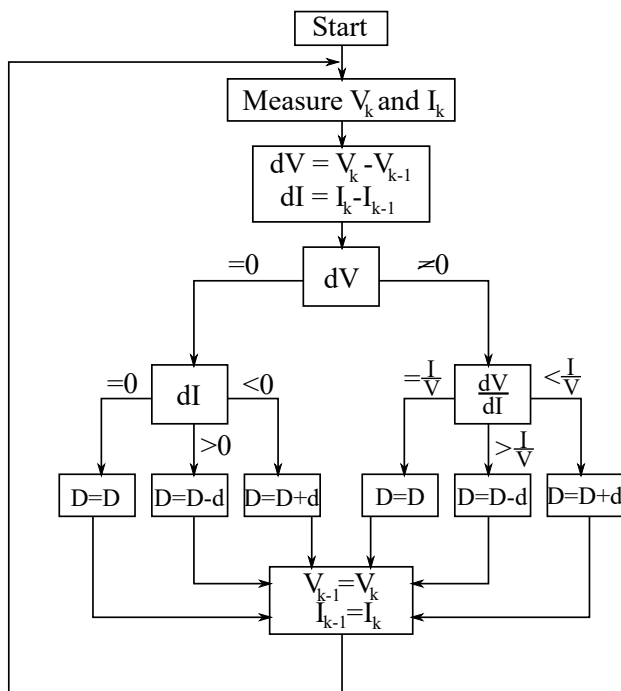 Start
Measure Vk and Ik
dV = Vk -Vk-1
dI = Ik-Ik-1
=0
≠0
dV
=0
<0
dI
>0
=I/V
<I/V
dV/dI
>I/V
D=D
D=D-d
D=D+d
D=D
D=D-d
D=D+d
Vk-1=Vk
Ik-1=Ik